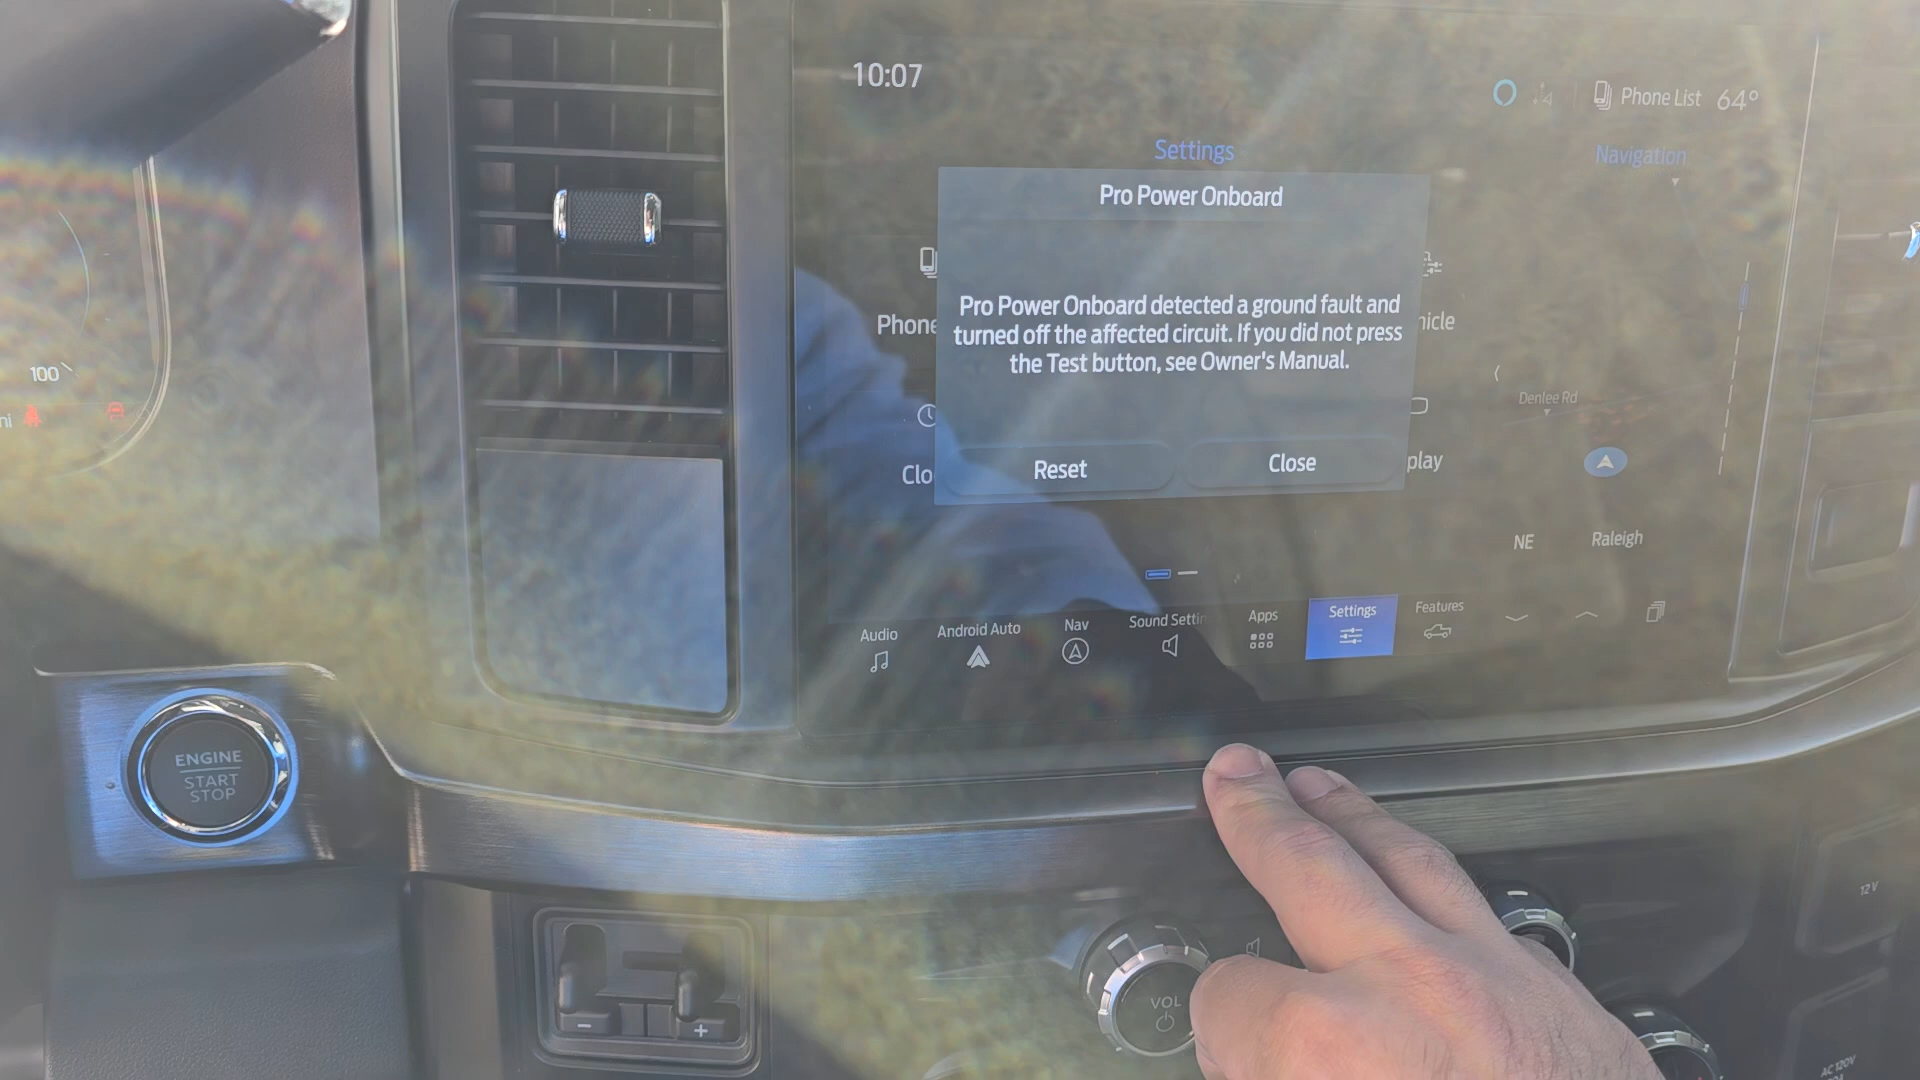 10:07
Phone List 64°
Settings
Navigation
Pro Power Onboard
Pro Power Onboard detected a ground fault and
turned off the affected circuit. If you did not press
the Test button, see Owner's Manual.
Reset
Close
Phone
hicle
Clo
play
Denlee Rd
NE
Raleigh
Audio
Android Auto
Nav
Sound Settin
Apps
Settings
Features
100
mi
ENGINE
START
STOP
VOL
- +
12V
AC 120V